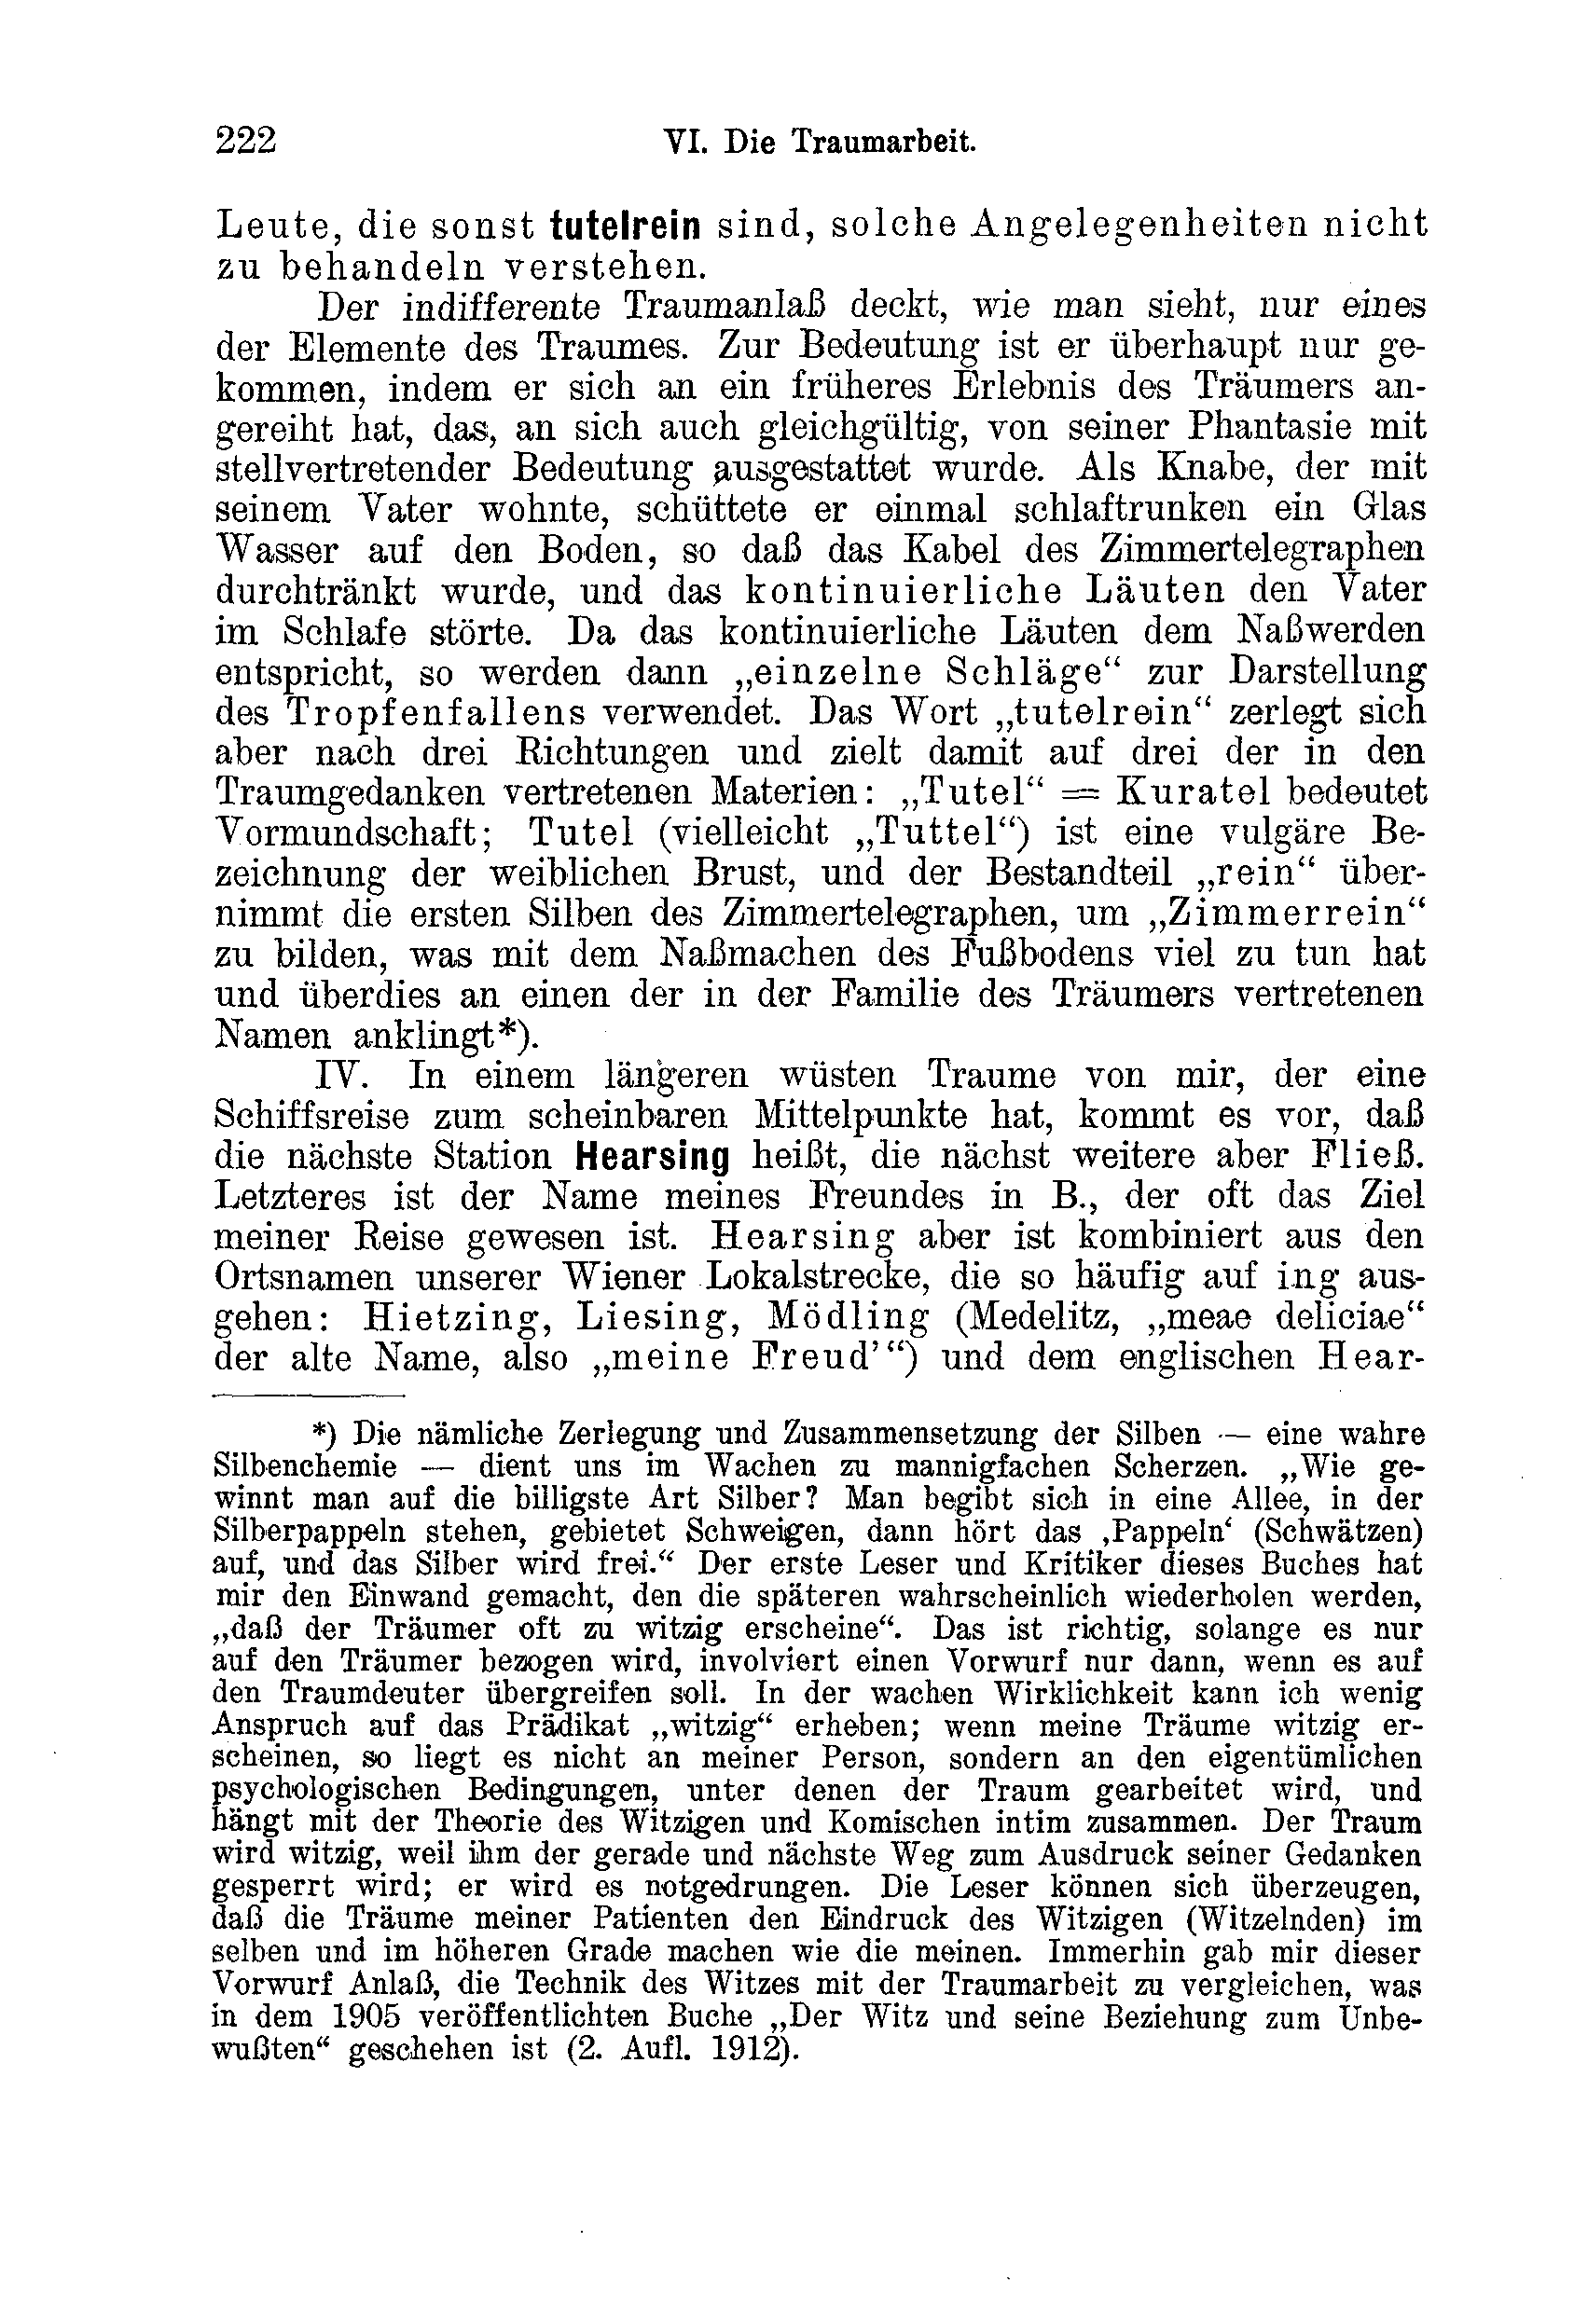 222
VI. Die Traumarbeit.
Leute, die sonst tutelrein sind, solche Angelegenheiten nicht
zu behandeln verstehen.
Der indifferente Traumanlaß deckt, wie man sieht, nur eines
der Elemente des Traumes. Zur Bedeutung ist er überhaupt nur ge-
kommen, indem er sich an ein früheres Erlebnis des Träumers an-
gereiht hat, das, an sich auch gleichgültig, von seiner Phantasie mit
stellvertretender Bedeutung ausgestattet wurde. Als Knabe, der mit
seinem Vater wohnte, schüttete er einmal schlaftrunken ein Glas
Wasser auf den Boden, so daß das Kabel des Zimmertelegraphen
durchtränkt wurde, und das kontinuierliche Läuten den Vater
im Schlafe störte. Da das kontinuierliche Läuten dem Naßwerden
entspricht, so werden dann „einzelne Schläge“ zur Darstellung
des Tropfenfallens verwendet. Das Wort „tutelrein“ zerlegt sich
aber nach drei Richtungen und zielt damit auf drei der in den
Traumgedanken vertretenen Materien: „Tutel“ = Kuratel bedeutet
Vormundschaft; Tutel (vielleicht „Tuttel“) ist eine vulgäre Be-
zeichnung der weiblichen Brust, und der Bestandteil „rein“ über-
nimmt die ersten Silben des Zimmertelegraphen, um „Zimmerrein“
zu bilden, was mit dem Naßmachen des Fußbodens viel zu tun hat
und überdies an einen der in der Familie des Träumers vertretenen
Namen anklingt*).
IV. In einem längeren wüsten Traume von mir, der eine
Schiffsreise zum scheinbaren Mittelpunkte hat, kommt es vor, daß
die nächste Station Hearsing heißt, die nächst weitere aber Fließ.
Letzteres ist der Name meines Freundes in B., der oft das Ziel
meiner Reise gewesen ist. Hearsing aber ist kombiniert aus den
Ortsnamen unserer Wiener Lokalstrecke, die so häufig auf ing aus-
gehen: Hietzing, Liesing, Mödling (Medelitz, „meae deliciae“
der alte Name, also „meine Freud’“) und dem englischen Hear-
*) Die nämliche Zerlegung und Zusammensetzung der Silben — eine wahre
Silbenchemie — dient uns im Wachen zu mannigfachen Scherzen. „Wie ge-
winnt man auf die billigste Art Silber? Man begibt sich in eine Allee, in der
Silberpappeln stehen, gebietet Schweigen, dann hört das ‚Pappeln‘ (Schwätzen)
auf, und das Silber wird frei.“ Der erste Leser und Kritiker dieses Buches hat
mir den Einwand gemacht, den die späteren wahrscheinlich wiederholen werden,
„daß der Träumer oft zu witzig erscheine“. Das ist richtig, solange es nur
auf den Träumer bezogen wird, involviert einen Vorwurf nur dann, wenn es auf
den Traumdeuter übergreifen soll. In der wachen Wirklichkeit kann ich wenig
Anspruch auf das Prädikat „witzig“ erheben; wenn meine Träume witzig er-
scheinen, so liegt es nicht an meiner Person, sondern an den eigentümlichen
psychologischen Bedingungen, unter denen der Traum gearbeitet wird, und
hängt mit der Theorie des Witzigen und Komischen intim zusammen. Der Traum
wird witzig, weil ihm der gerade und nächste Weg zum Ausdruck seiner Gedanken
gesperrt wird; er wird es notgedrungen. Die Leser können sich überzeugen,
daß die Träume meiner Patienten den Eindruck des Witzigen (Witzelnden) im
selben und im höheren Grade machen wie die meinen. Immerhin gab mir dieser
Vorwurf Anlaß, die Technik des Witzes mit der Traumarbeit zu vergleichen, was
in dem 1905 veröffentlichten Buche „Der Witz und seine Beziehung zum Unbe-
wußten“ geschehen ist (2. Aufl. 1912).